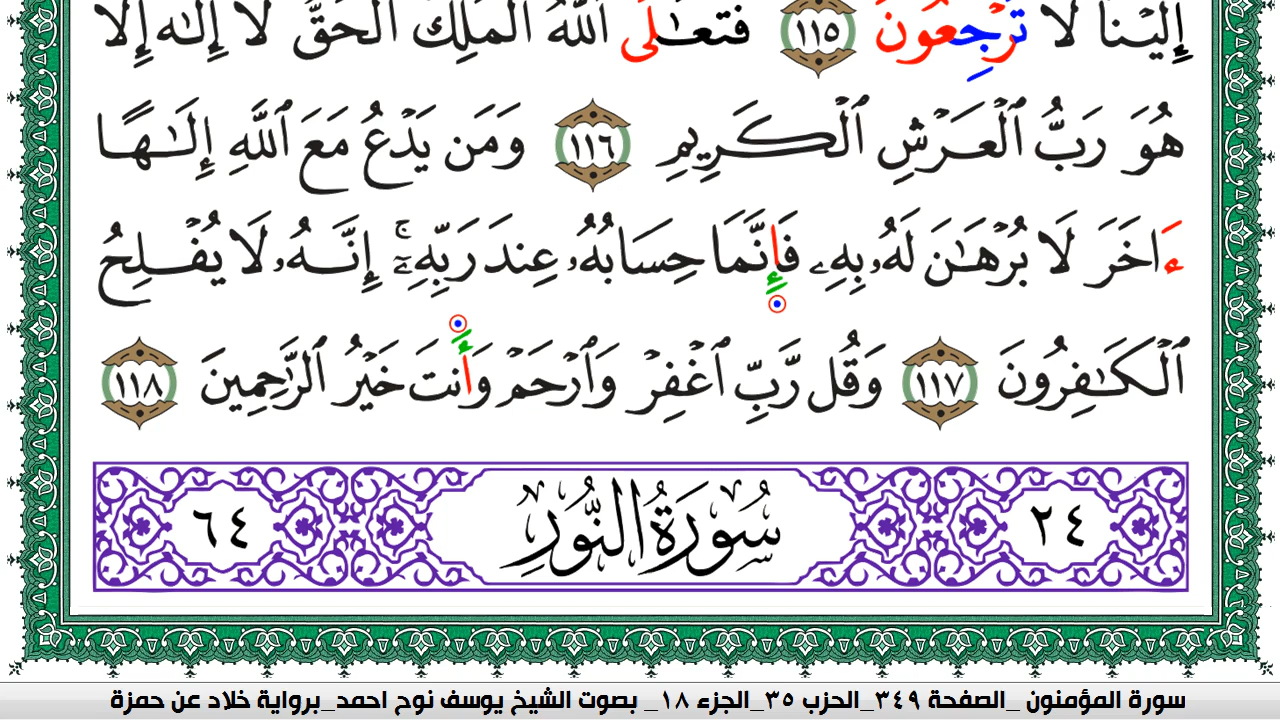 إِلَيۡنَا لَا تَرۡجِعُونَ ١١٥ فَتَعَٰلَى ٱللَّهُ ٱلۡمَلِكُ ٱلۡحَقُّ لَآ إِلَٰهَ إِلَّا
هُوَ رَبُّ ٱلۡعَرۡشِ ٱلۡكَرِيمِ ١١٦ وَمَن يَدۡعُ مَعَ ٱللَّهِ إِلَٰهًا
ءَاخَرَ لَا بُرۡهَٰنَ لَهُۥ بِهِۦ فَإِنَّمَا حِسَابُهُۥ عِندَ رَبِّهِۦٓۚ إِنَّهُۥ لَا يُفۡلِحُ
ٱلۡكَٰفِرُونَ ١١٧ وَقُل رَّبِّ ٱغۡفِرۡ وَٱرۡحَمۡ وَأَنتَ خَيۡرُ ٱلرَّٰحِمِينَ ١١٨
٢٤ سُورَةُ النُّورِ ٦٤
سورة المؤمنون _الصفحة ٣٤٩_الحزب ٣٥_الجزء ١٨_ بصوت الشيخ يوسف نوح احمد_برواية خلاد عن حمزة